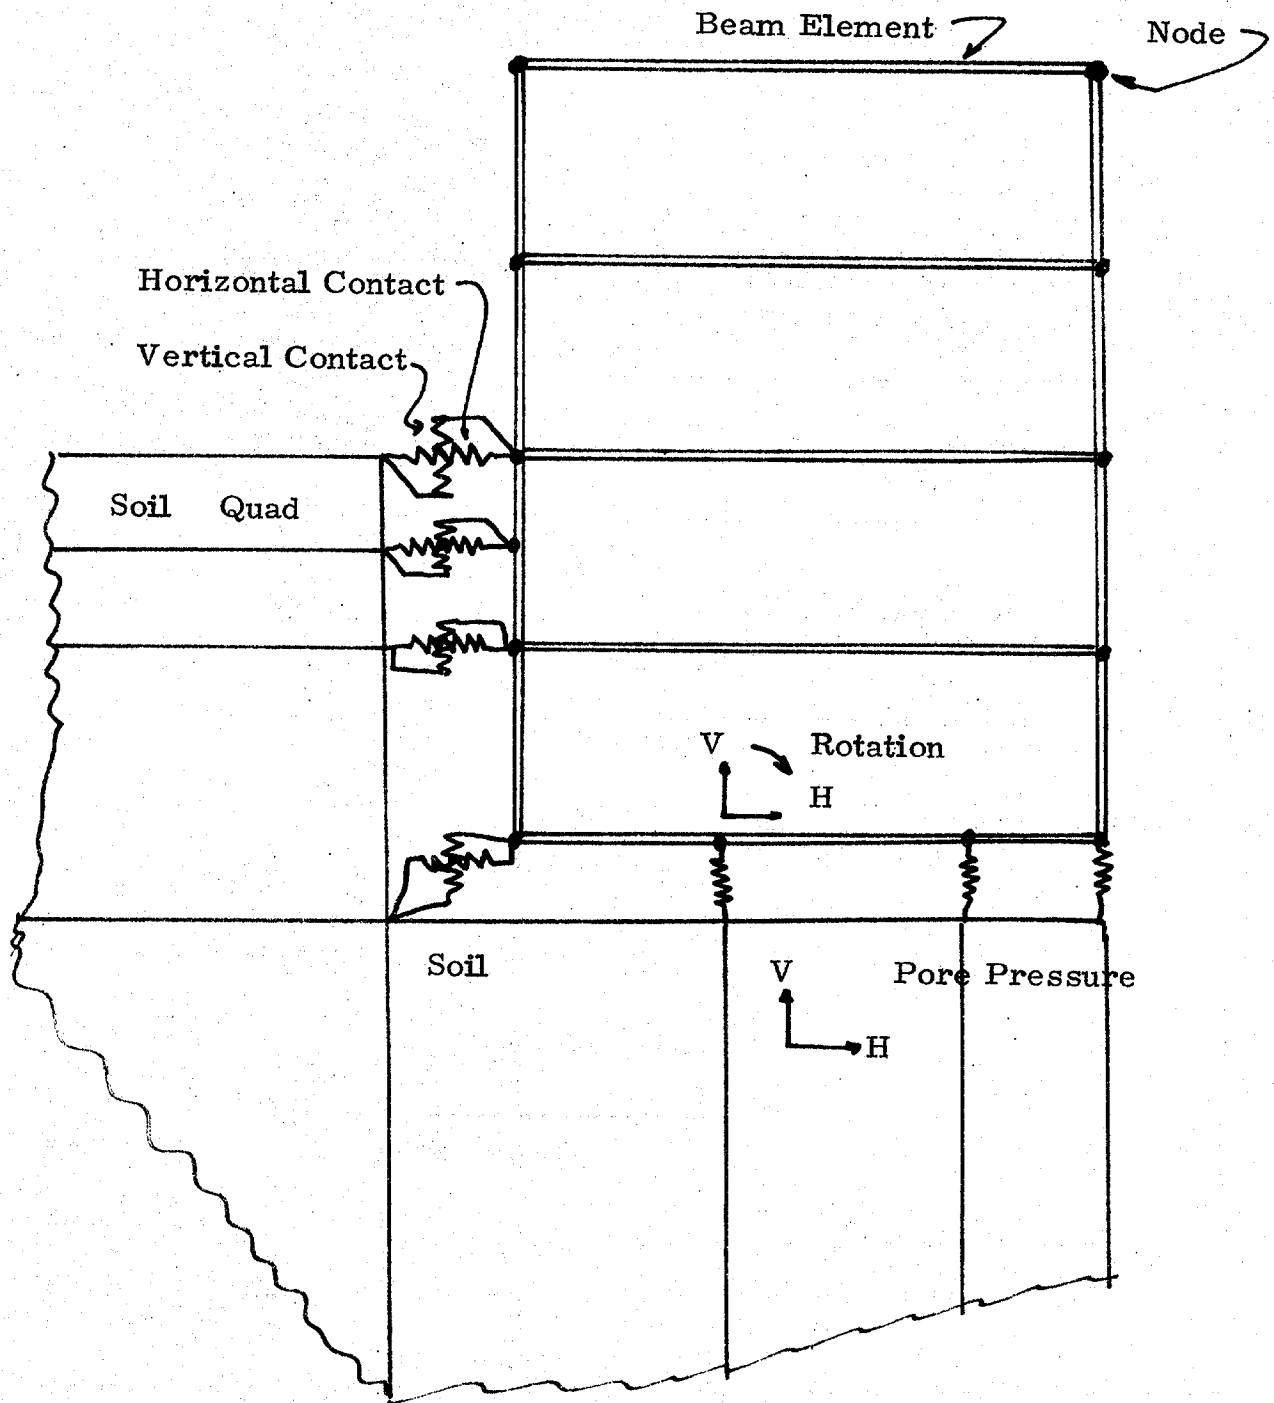 Beam Element
Node
Horizontal Contact
Vertical Contact
Soil Quad
V
Rotation
H
Soil
V
Pore Pressure
H